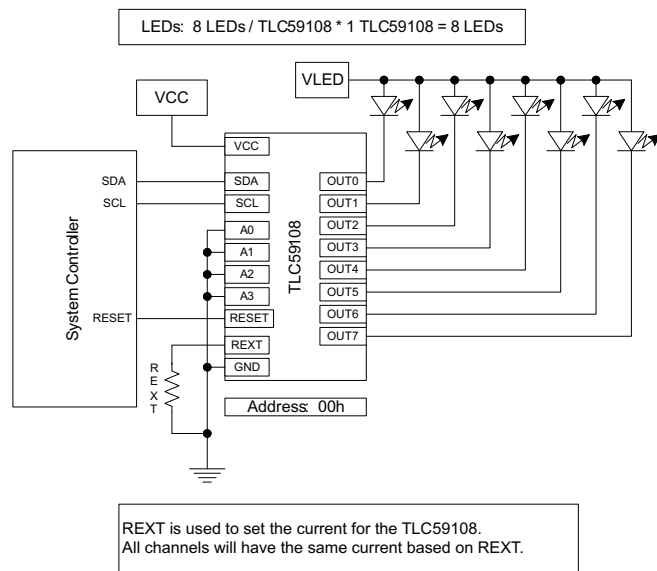 LEDs: 8 LEDs / TLC59108 * 1 TLC59108 = 8 LEDs
VLED
VCC
System Controller
SDA
SCL
RESET
VCC
SDA
SCL
A0
A1
A2
A3
RESET
REXT
GND
TLC59108
OUT0
OUT1
OUT2
OUT3
OUT4
OUT5
OUT6
OUT7
REXT
Address: 00h
REXT is used to set the current for the TLC59108.
All channels will have the same current based on REXT.